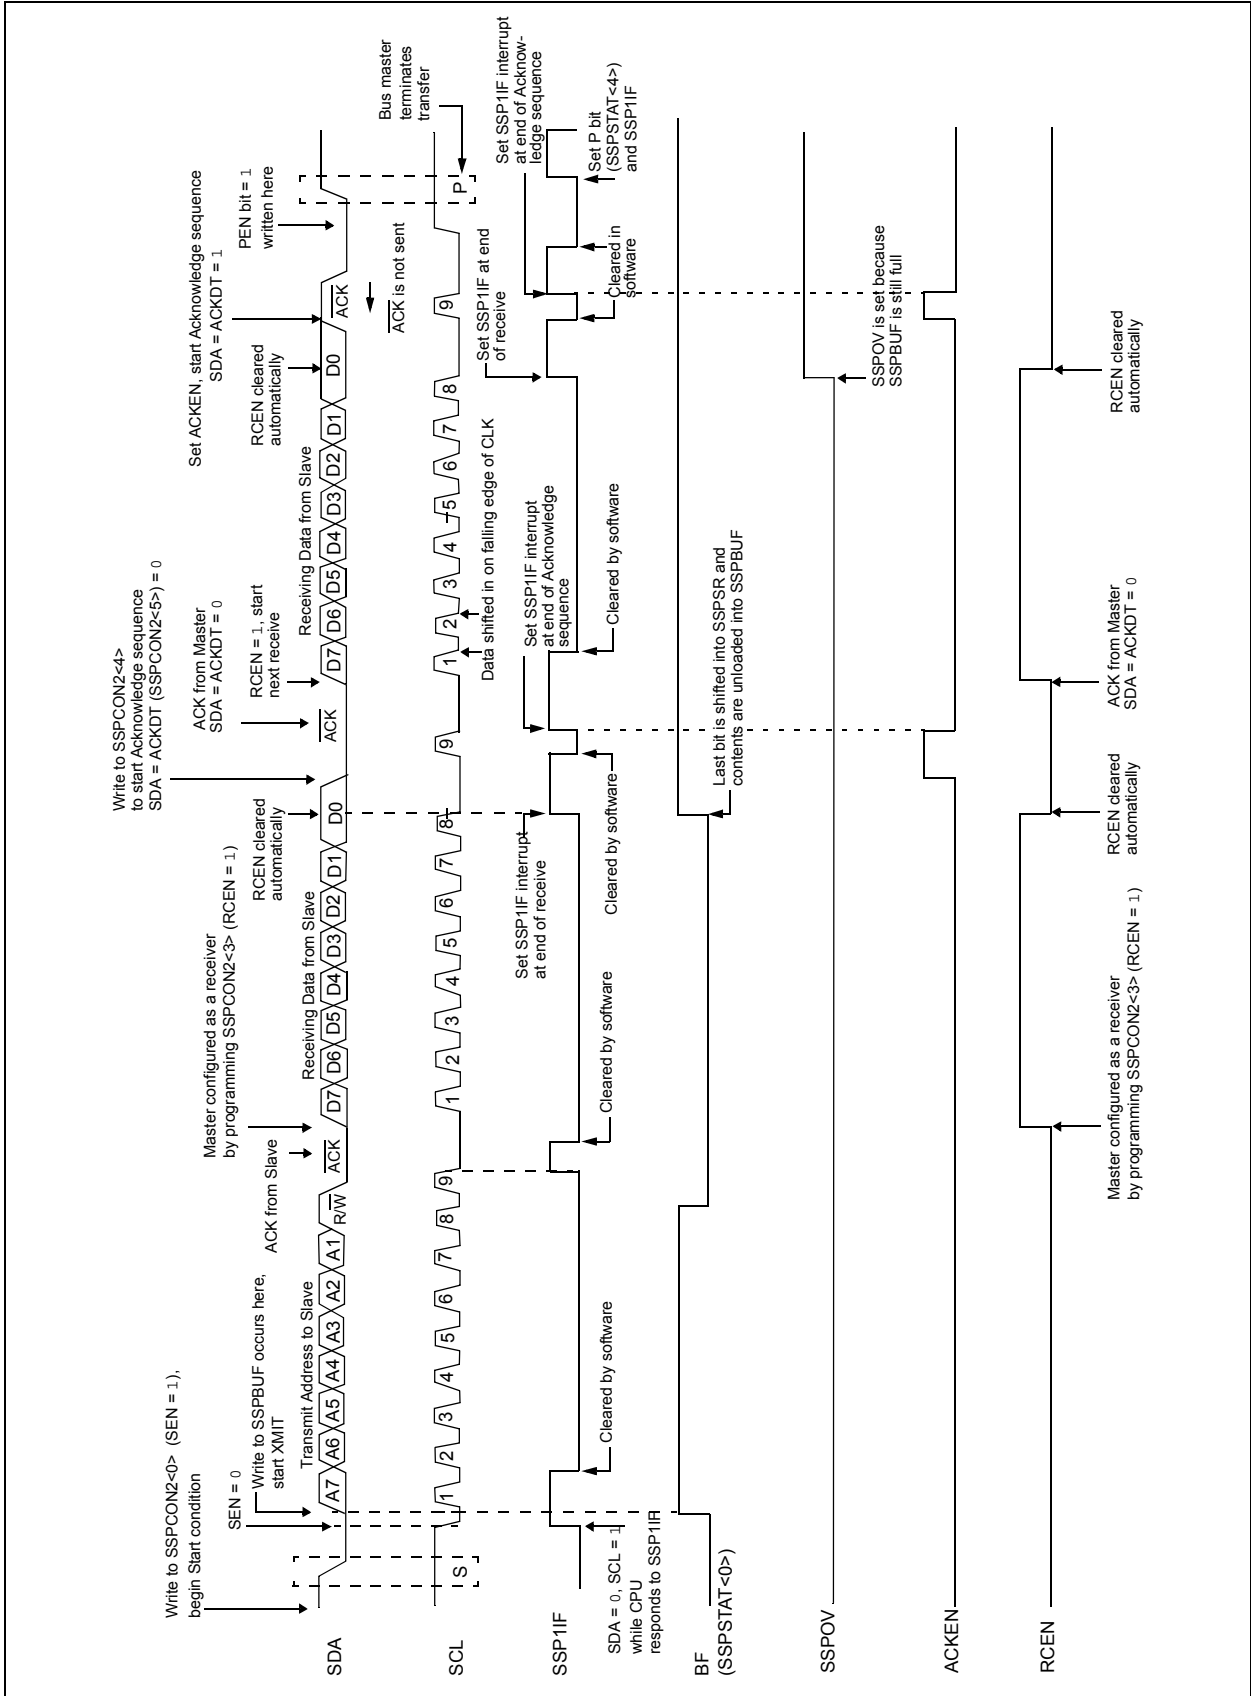 Write to SSPCON2<0> (SEN = 1),
begin Start condition
SEN = 0
Write to SSPBUF occurs here,
start XMIT
ACK from Slave
Master configured as a receiver
by programming SSPCON2<3> (RCEN = 1)
RCEN cleared
automatically
Write to SSPCON2<4>
to start Acknowledge sequence
SDA = ACKDT (SSPCON2<5>) = 0
ACK from Master
SDA = ACKDT = 0
RCEN = 1, start
next receive
RCEN cleared
automatically
Set ACKEN, start Acknowledge sequence
SDA = ACKDT = 1
PEN bit = 1
written here
Transmit Address to Slave
Receiving Data from Slave
Receiving Data from Slave
SDA
A7 A6 A5 A4 A3 A2 A1 R/W ACK D7 D6 D5 D4 D3 D2 D1 D0 ACK D7 D6 D5 D4 D3 D2 D1 D0 ACK
ACK is not sent
Bus master
terminates
transfer
SCL
S 1 2 3 4 5 6 7 8 9 1 2 3 4 5 6 7 8 9 1 2 3 4 5 6 7 8 9 P
Data shifted in on falling edge of CLK
Set SSP1IF interrupt
at end of receive
Set SSP1IF interrupt
at end of Acknowledge
sequence
Set SSP1IF at end
of receive
Set SSP1IF interrupt
at end of Acknow-
ledge sequence
SSP1IF
SDA = 0, SCL = 1
while CPU
responds to SSP1IR
Cleared by software
Cleared by software
Cleared by software
Cleared by software
Cleared in
software
Set P bit
(SSPSTAT<4>)
and SSP1IF
BF
(SSPSTAT<0>)
Last bit is shifted into SSPSR and
contents are unloaded into SSPBUF
SSPOV
SSPOV is set because
SSPBUF is still full
ACKEN
RCEN
Master configured as a receiver
by programming SSPCON2<3> (RCEN = 1)
RCEN cleared
automatically
ACK from Master
SDA = ACKDT = 0
RCEN cleared
automatically